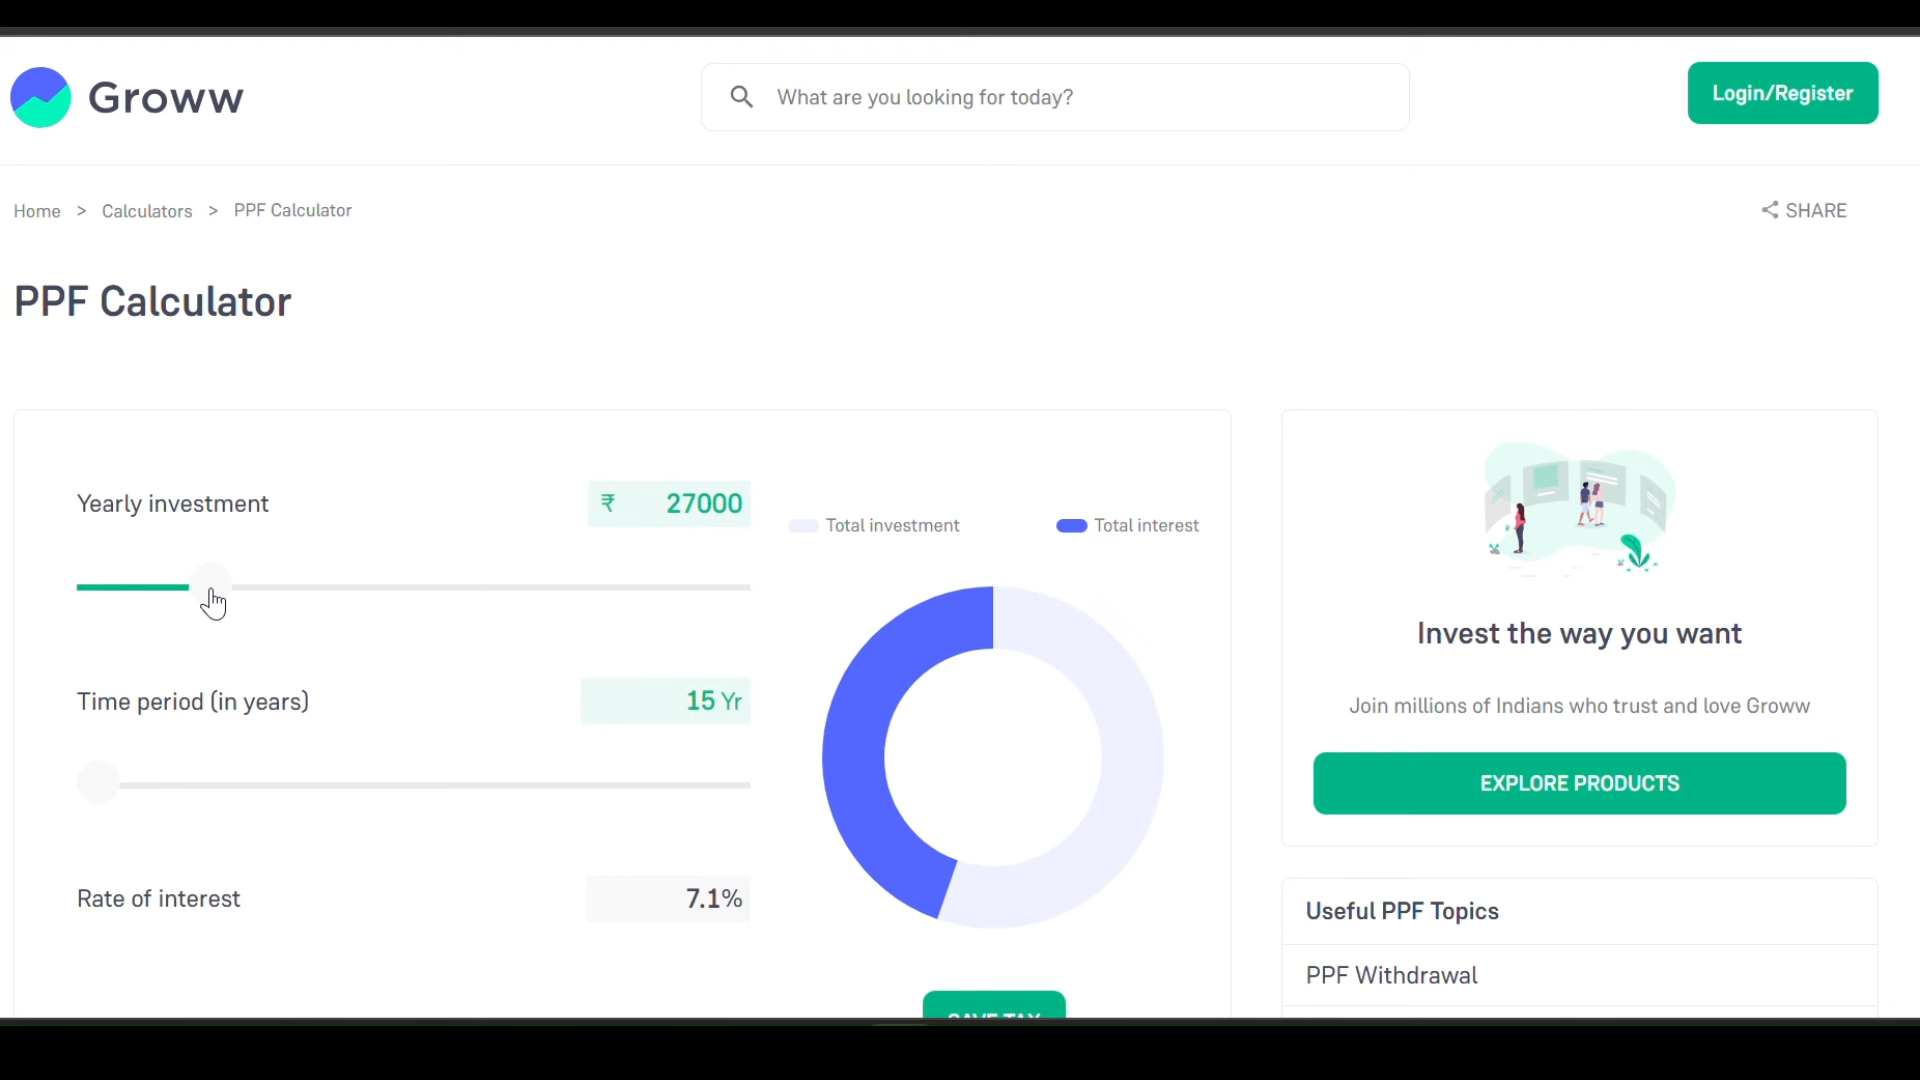 Groww
What are you looking for today?
Login/Register
Home > Calculators > PPF Calculator
SHARE
PPF Calculator
Yearly investment
₹ 27000
Time period (in years)
15 Yr
Rate of interest
7.1%
Total investment
Total interest
SAVE TAX
Invest the way you want
Join millions of Indians who trust and love Groww
EXPLORE PRODUCTS
Useful PPF Topics
PPF Withdrawal